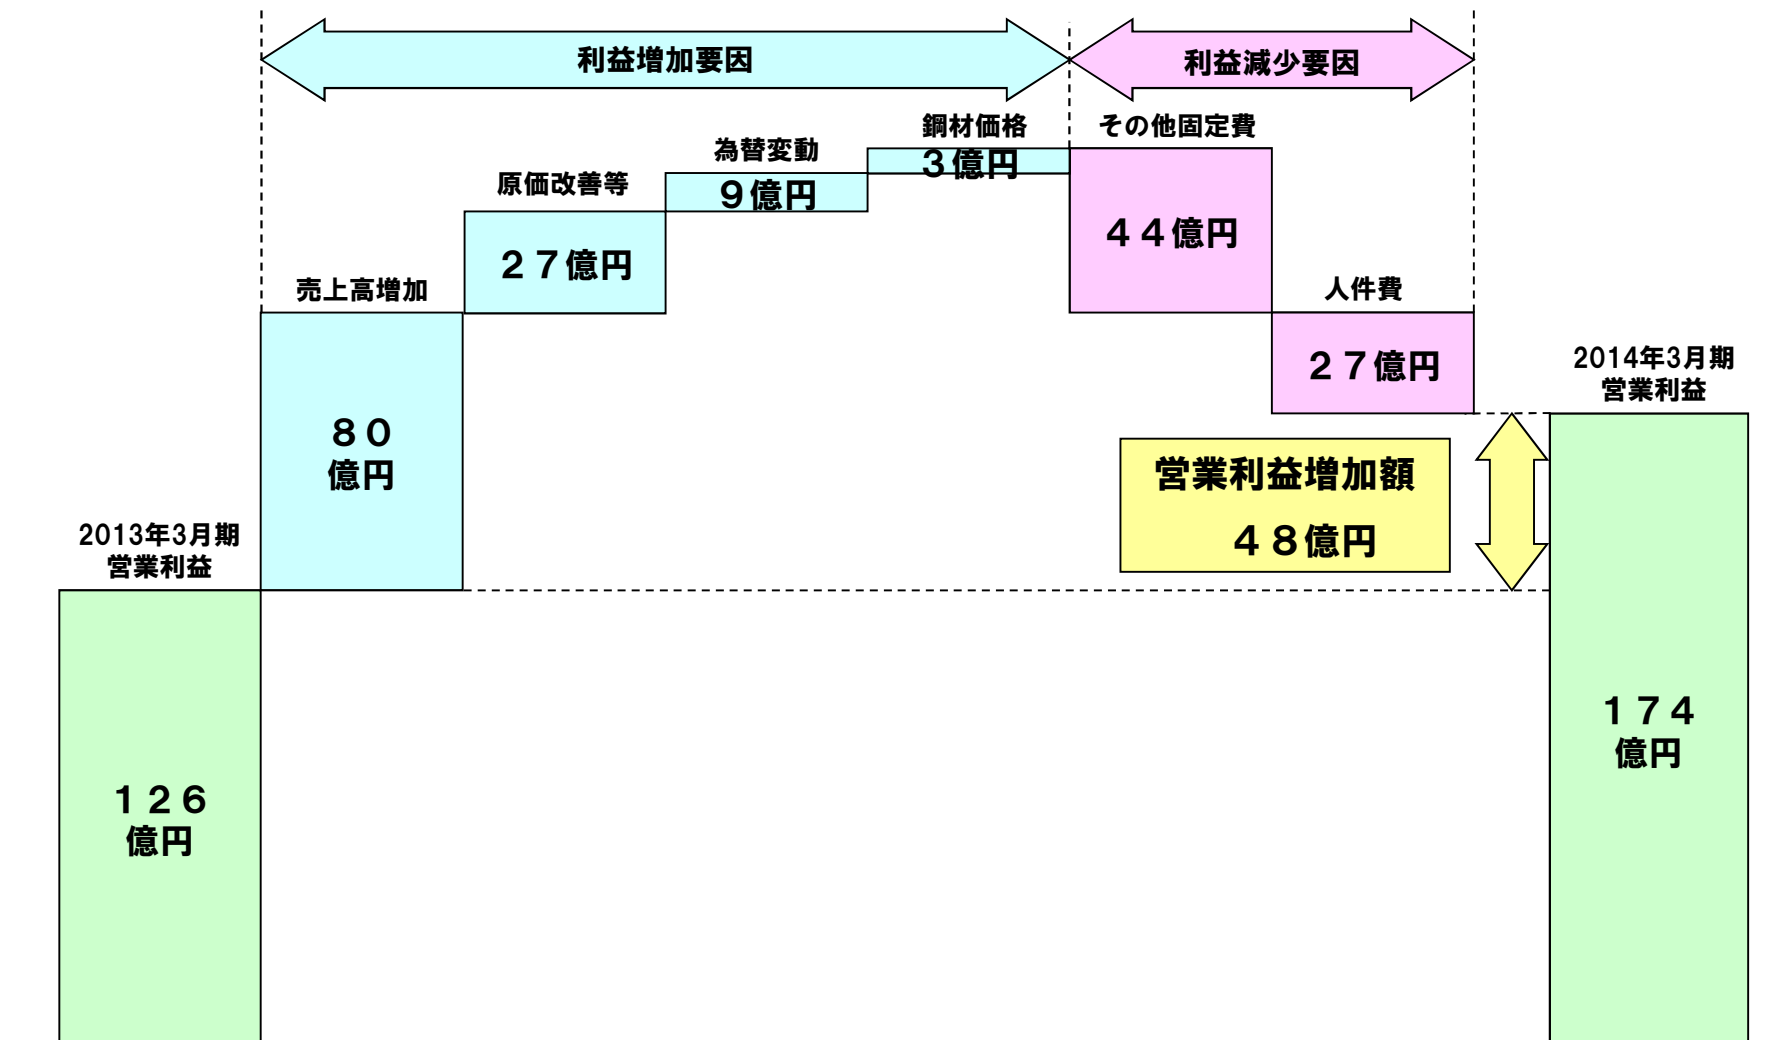 利益増加要因
利益減少要因
鋼材価格
３億円
その他固定費
４４億円
為替変動
９億円
原価改善等
２７億円
売上高増加
８０
億円
人件費
２７億円
2014年3月期
営業利益
１７４
億円
営業利益増加額
４８億円
2013年3月期
営業利益
１２６
億円